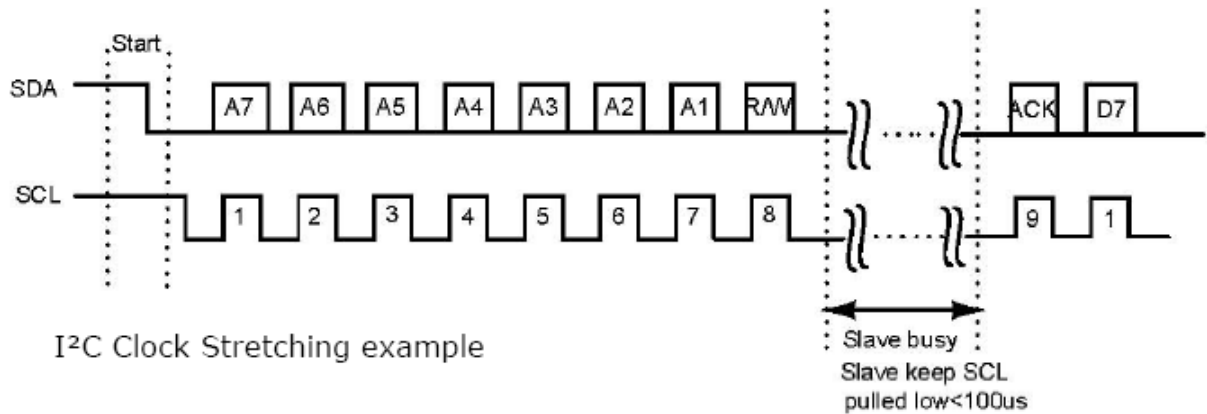 Start
SDA A7 A6 A5 A4 A3 A2 A1 R/W ACK D7
SCL 1 2 3 4 5 6 7 8 9 1
I²C Clock Stretching example
Slave busy
Slave keep SCL
pulled low<100us